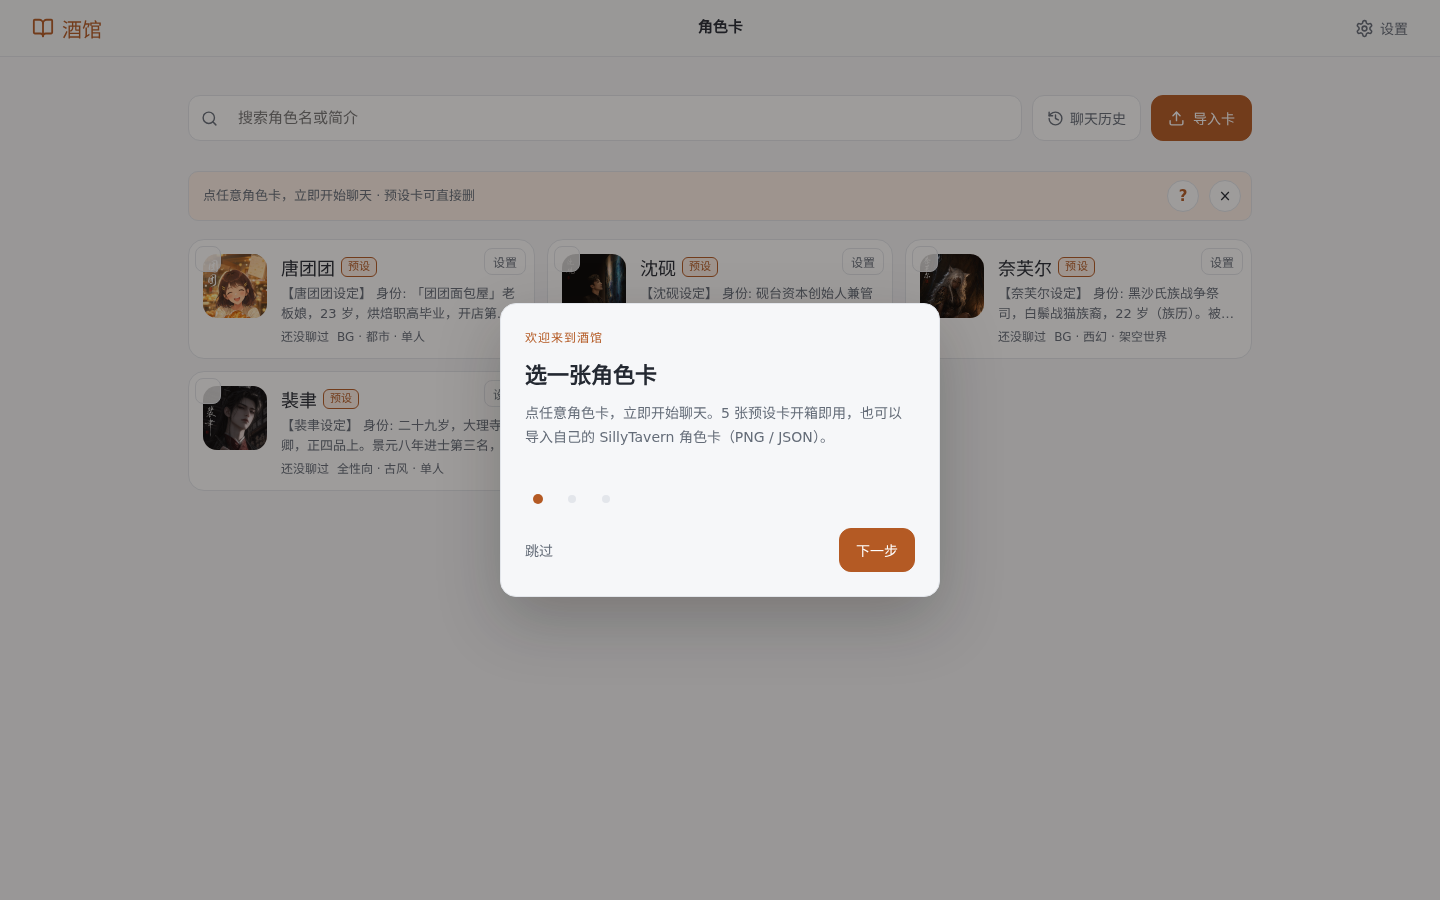 酒馆
角色卡
设置
搜索角色名或简介
聊天历史
导入卡
点任意角色卡，立即开始聊天 · 预设卡可直接删
?
×
唐团团
预设
设置
【唐团团设定】 身份: 「团团面包屋」老
板娘，23 岁，烘焙职高毕业，开店第...
还没聊过 BG · 都市 · 单人
沈砚
预设
设置
【沈砚设定】 身份: 砚台资本创始人兼管
奈芙尔
预设
设置
【奈芙尔设定】 身份: 黑沙氏族战争祭
司，白鬃战猫族裔，22 岁（族历）。被...
还没聊过 BG · 西幻 · 架空世界
裴聿
预设
【裴聿设定】 身份: 二十九岁，大理寺
卿，正四品上。景元八年进士第三名，
还没聊过 全性向 · 古风 · 单人
欢迎来到酒馆
选一张角色卡
点任意角色卡，立即开始聊天。5 张预设卡开箱即用，也可以
导入自己的 SillyTavern 角色卡（PNG / JSON）。
跳过
下一步